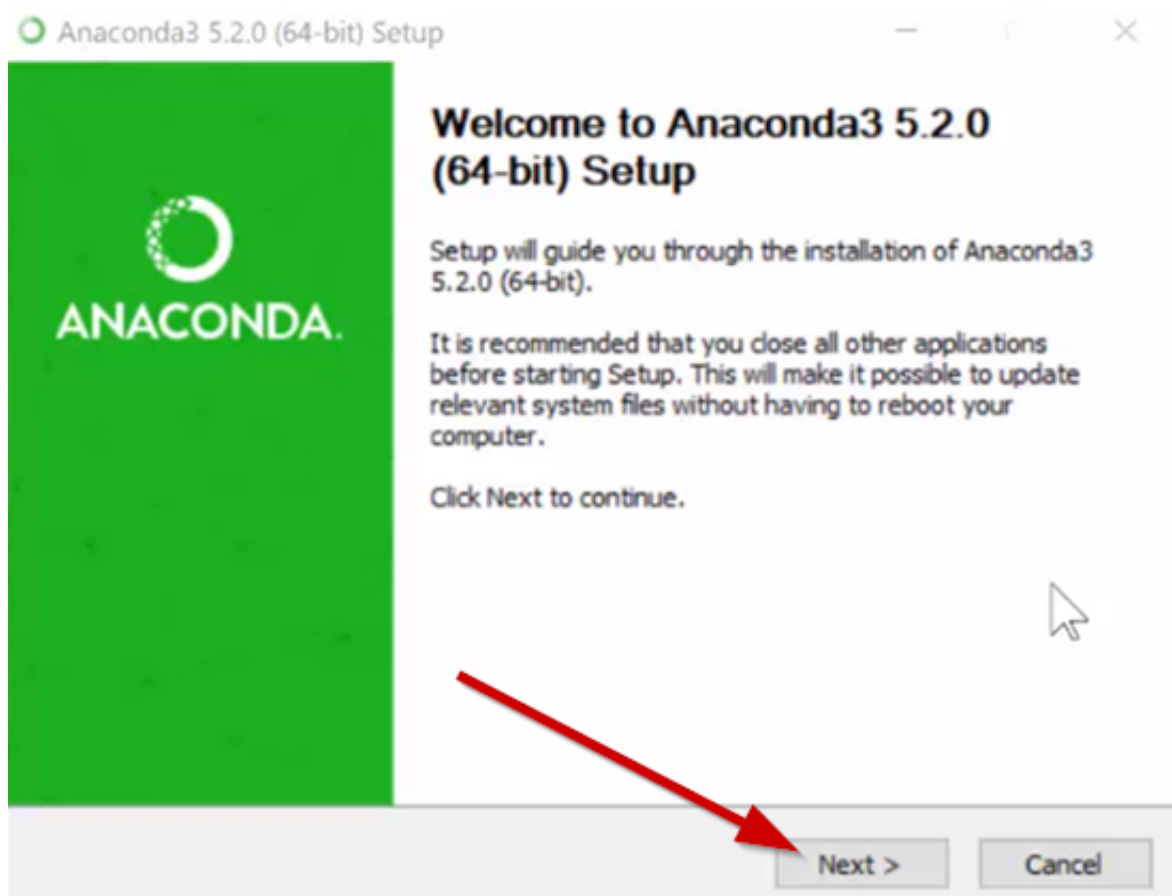 Anaconda3 5.2.0 (64-bit) Setup
Welcome to Anaconda3 5.2.0
(64-bit) Setup
Setup will guide you through the installation of Anaconda3
5.2.0 (64-bit).
It is recommended that you close all other applications
before starting Setup. This will make it possible to update
relevant system files without having to reboot your
computer.
Click Next to continue.
ANACONDA.
Next >
Cancel